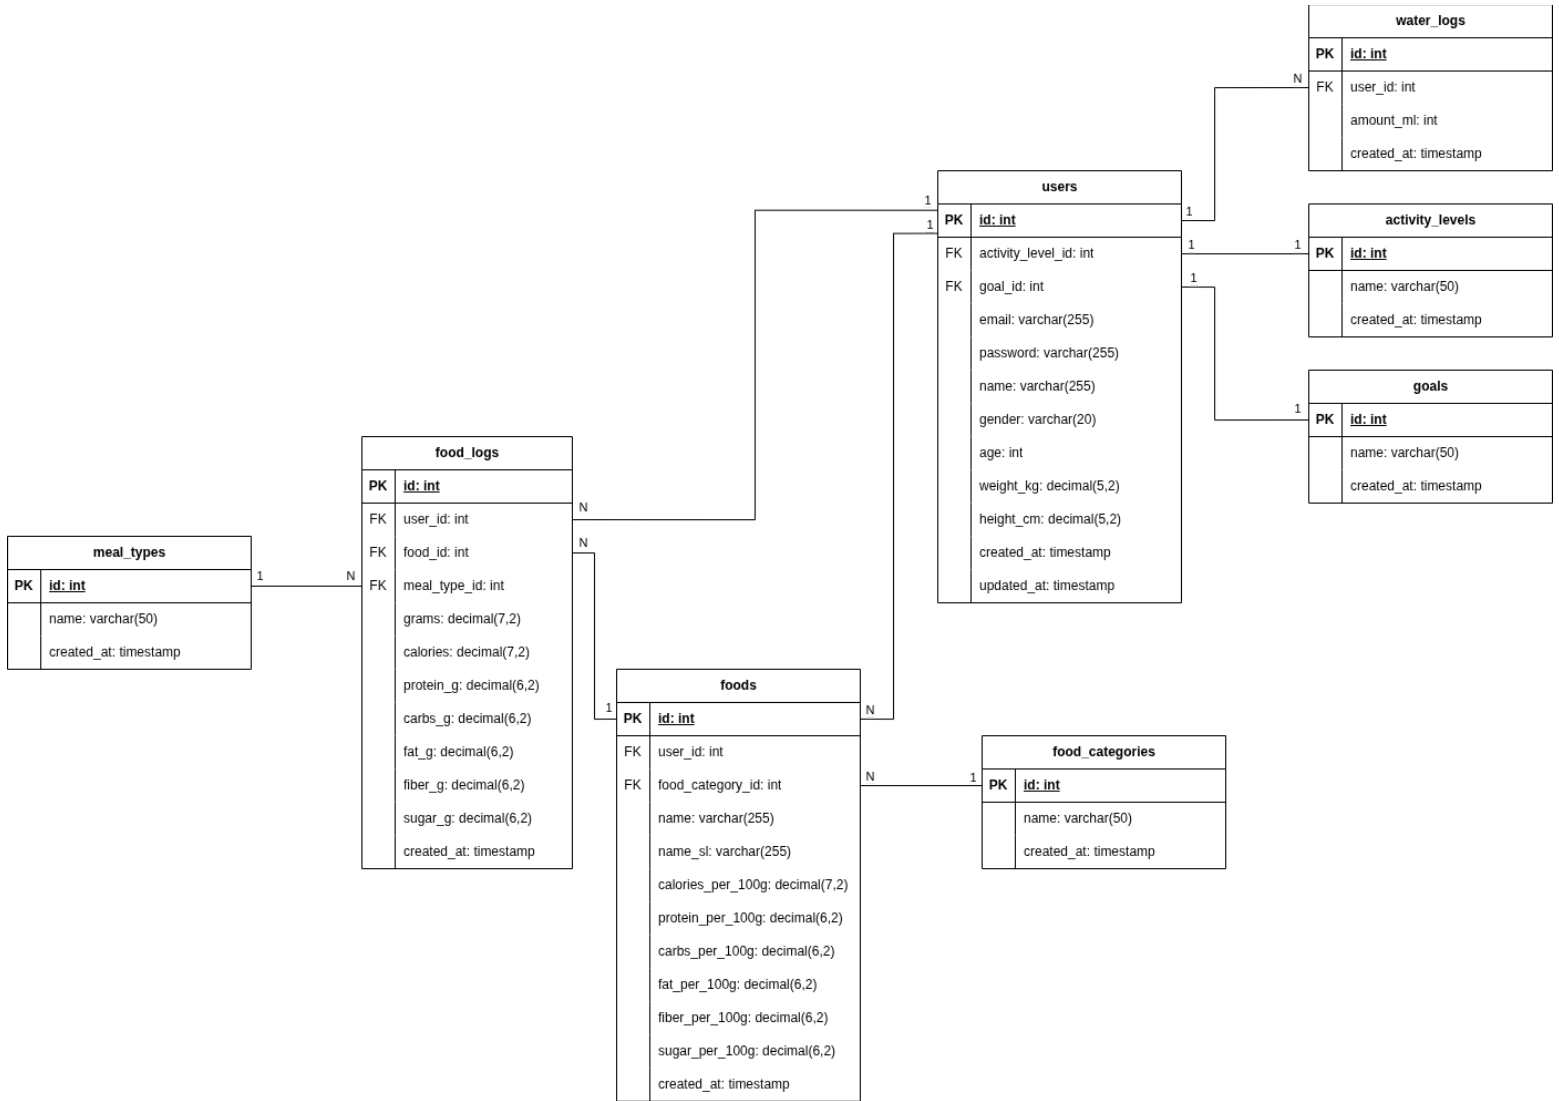 water_logs
PK id: int
FK user_id: int
amount_ml: int
created_at: timestamp
N
1
users
PK id: int
FK activity_level_id: int
FK goal_id: int
email: varchar(255)
password: varchar(255)
name: varchar(255)
gender: varchar(20)
age: int
weight_kg: decimal(5,2)
height_cm: decimal(5,2)
created_at: timestamp
updated_at: timestamp
1
1
1
1
1
1
activity_levels
PK id: int
name: varchar(50)
created_at: timestamp
goals
PK id: int
name: varchar(50)
created_at: timestamp
food_logs
PK id: int
FK user_id: int
FK food_id: int
FK meal_type_id: int
grams: decimal(7,2)
calories: decimal(7,2)
protein_g: decimal(6,2)
carbs_g: decimal(6,2)
fat_g: decimal(6,2)
fiber_g: decimal(6,2)
sugar_g: decimal(6,2)
created_at: timestamp
N
N
meal_types
PK id: int
name: varchar(50)
created_at: timestamp
1
N
foods
PK id: int
FK user_id: int
FK food_category_id: int
name: varchar(255)
name_sl: varchar(255)
calories_per_100g: decimal(7,2)
protein_per_100g: decimal(6,2)
carbs_per_100g: decimal(6,2)
fat_per_100g: decimal(6,2)
fiber_per_100g: decimal(6,2)
sugar_per_100g: decimal(6,2)
created_at: timestamp
1
N
N
1
food_categories
PK id: int
name: varchar(50)
created_at: timestamp